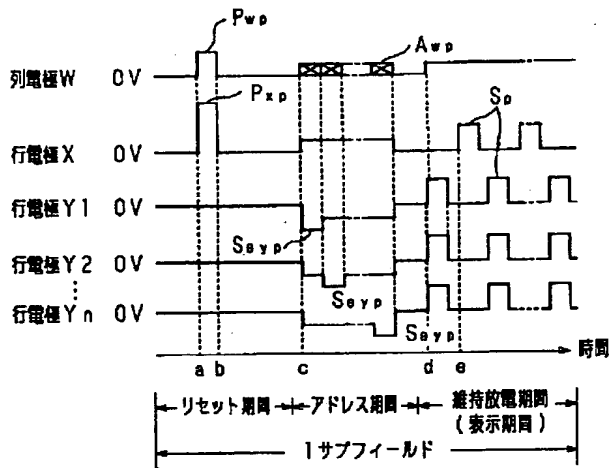 Pwp
Awp
列電極W 0V
Pxp
Sp
行電極X 0V
行電極Y1 0V
Seyp
行電極Y2 0V
Seyp
⋮
行電極Yn 0V
Seyp
時間
a b c d e
リセット期間 アドレス期間 維持放電期間
(表示期間)
1サブフィールド